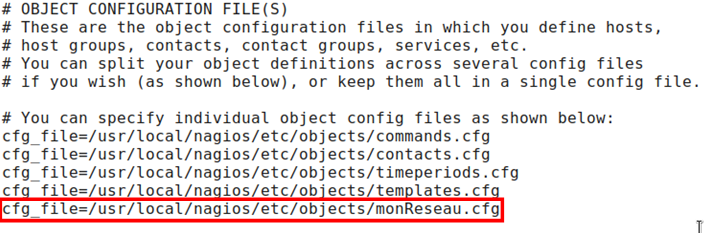 # OBJECT CONFIGURATION FILE(S)
# These are the object configuration files in which you define hosts,
# host groups, contacts, contact groups, services, etc.
# You can split your object definitions across several config files
# if you wish (as shown below), or keep them all in a single config file.
# You can specify individual object config files as shown below:
cfg_file=/usr/local/nagios/etc/objects/commands.cfg
cfg_file=/usr/local/nagios/etc/objects/contacts.cfg
cfg_file=/usr/local/nagios/etc/objects/timeperiods.cfg
cfg_file=/usr/local/nagios/etc/objects/templates.cfg
cfg_file=/usr/local/nagios/etc/objects/monReseau.cfg